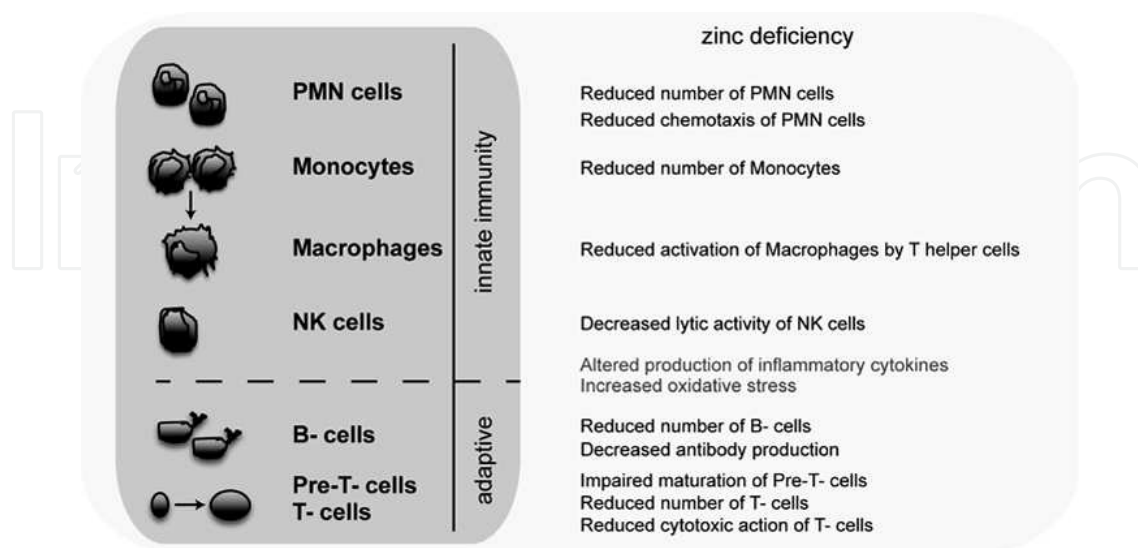 zinc deficiency
PMN cells
Reduced number of PMN cells
Reduced chemotaxis of PMN cells
Monocytes
Reduced number of Monocytes
Macrophages
Reduced activation of Macrophages by T helper cells
NK cells
Decreased lytic activity of NK cells
innate immunity
Altered production of inflammatory cytokines
Increased oxidative stress
B- cells
Reduced number of B- cells
Decreased antibody production
adaptive
Pre-T- cells
T- cells
Impaired maturation of Pre-T- cells
Reduced number of T- cells
Reduced cytotoxic action of T- cells